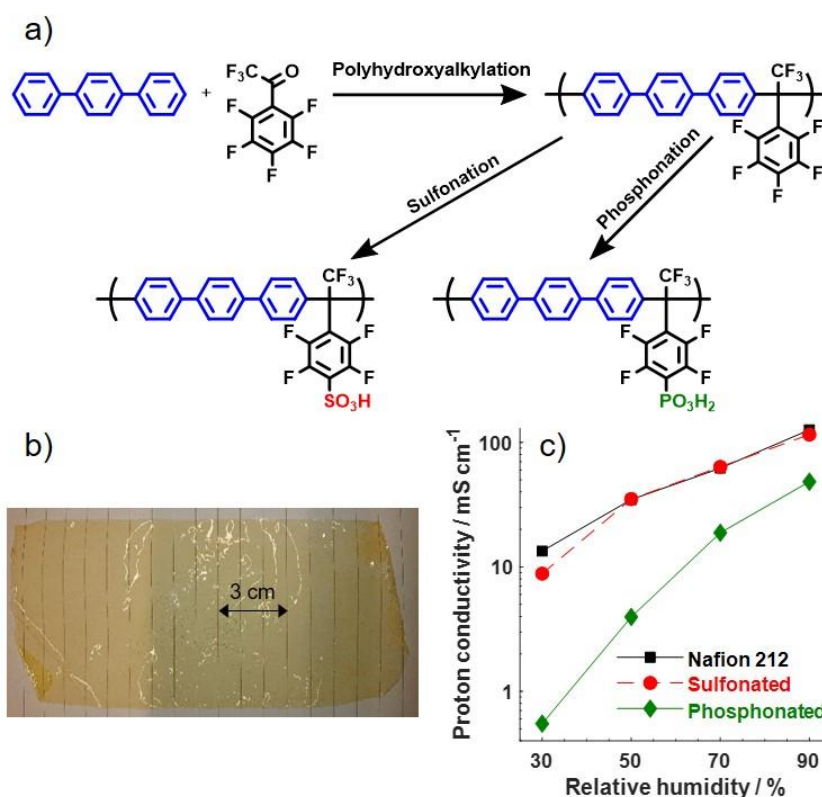 a)
F₃C
O
+
F
F
F
F
F
Polyhydroxyalkylation
CF₃
F
F
F
F
F
Sulfonation
Phosphonation
CF₃
F
F
F
F
SO₃H
CF₃
F
F
F
F
PO₃H₂
b)
3 cm
c)
Proton conductivity / mS cm⁻¹
100
10
1
Nafion 212
Sulfonated
Phosphonated
30 50 70 90
Relative humidity / %